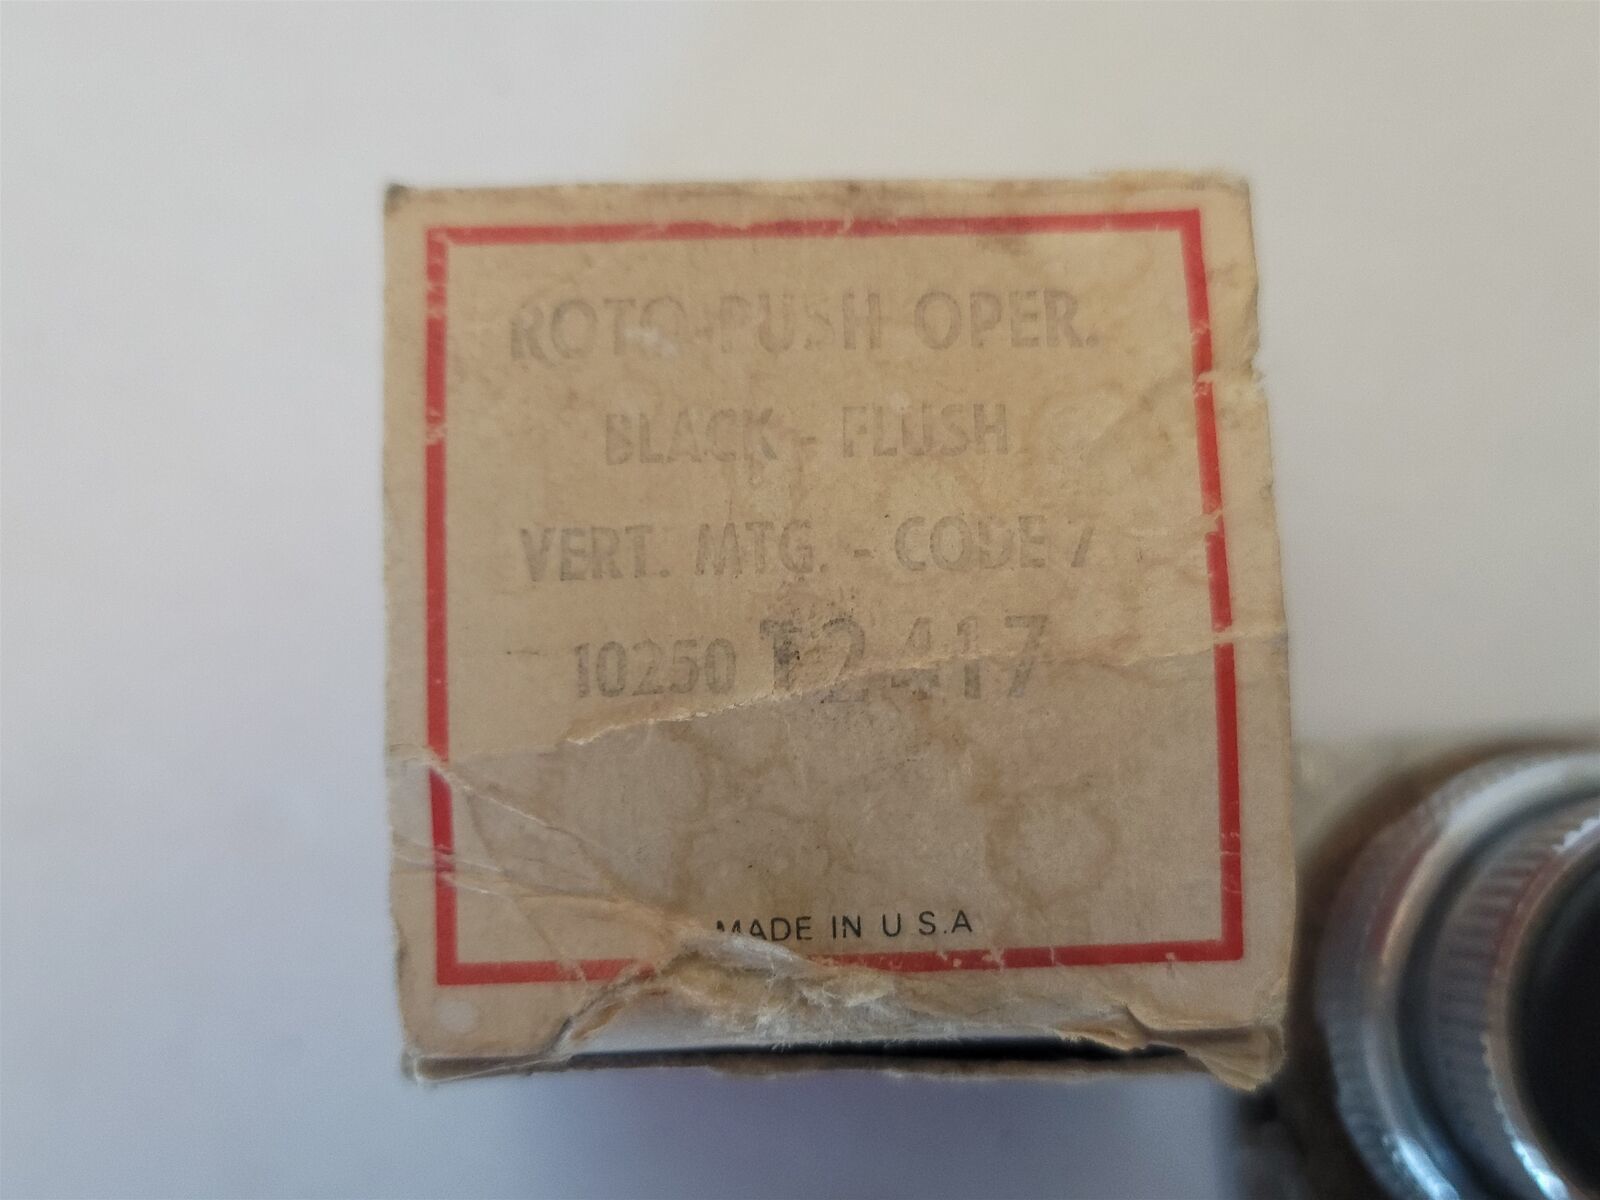 ROTO-PUSH OPER.
BLACK - FLUSH
VERT. MTG. - CODE 7
10250 T2417
MADE IN U.S.A